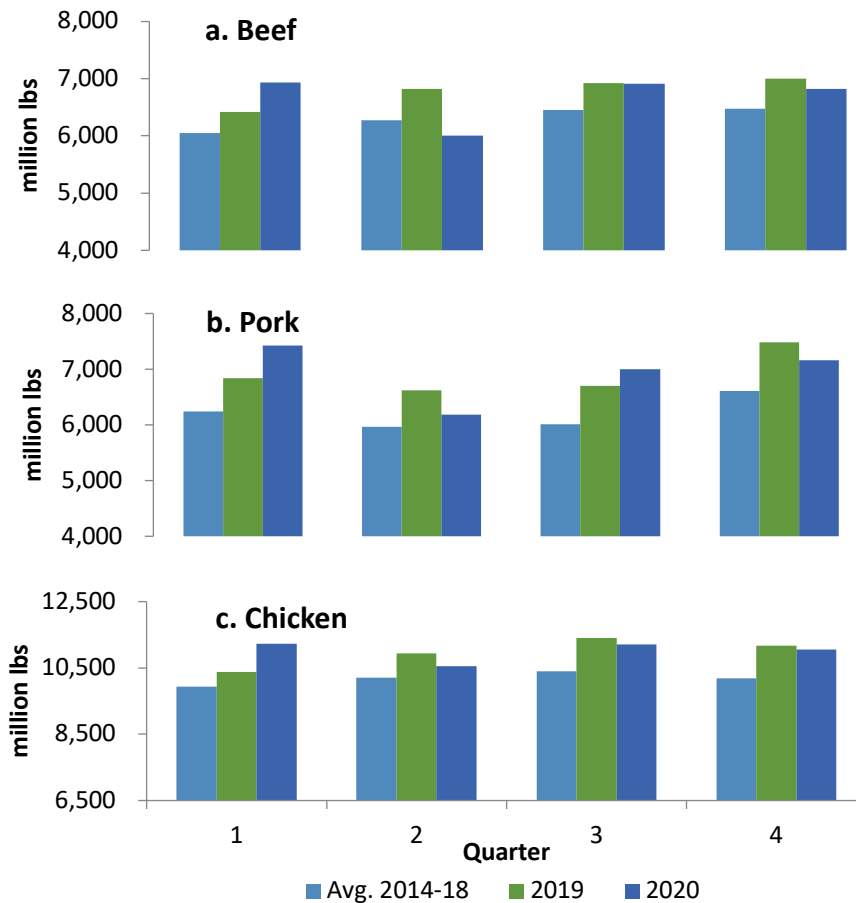 a. Beef
million lbs
8,000
7,000
6,000
5,000
4,000
b. Pork
million lbs
8,000
7,000
6,000
5,000
4,000
c. Chicken
million lbs
12,500
10,500
8,500
6,500
1 2 3 4
Quarter
Avg. 2014-18 2019 2020